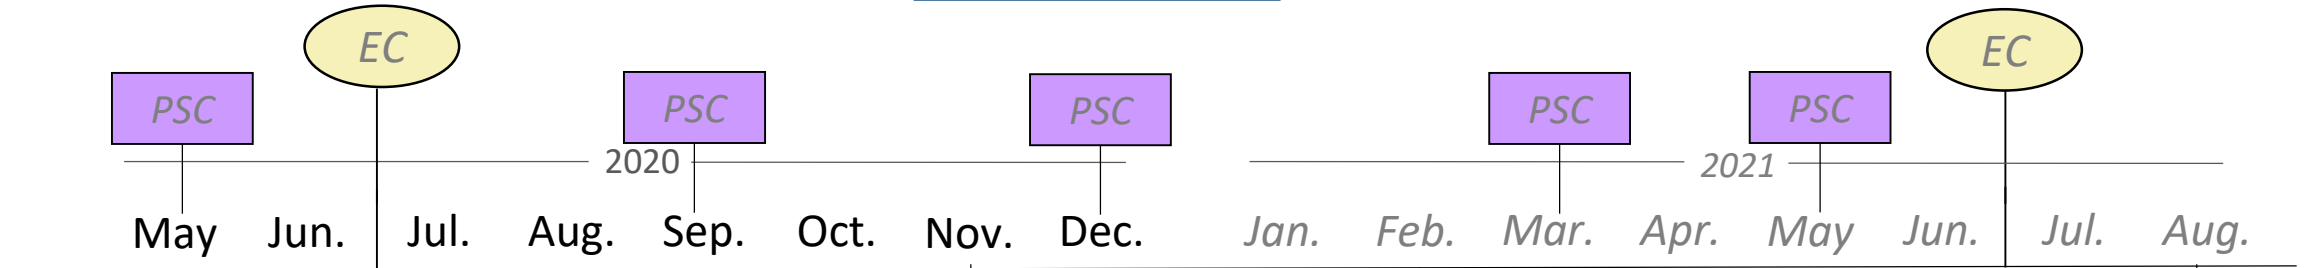 EC EC
PSC PSC PSC PSC PSC
2020 2021
May Jun. Jul. Aug. Sep. Oct. Nov. Dec. Jan. Feb. Mar. Apr. May Jun. Jul. Aug.